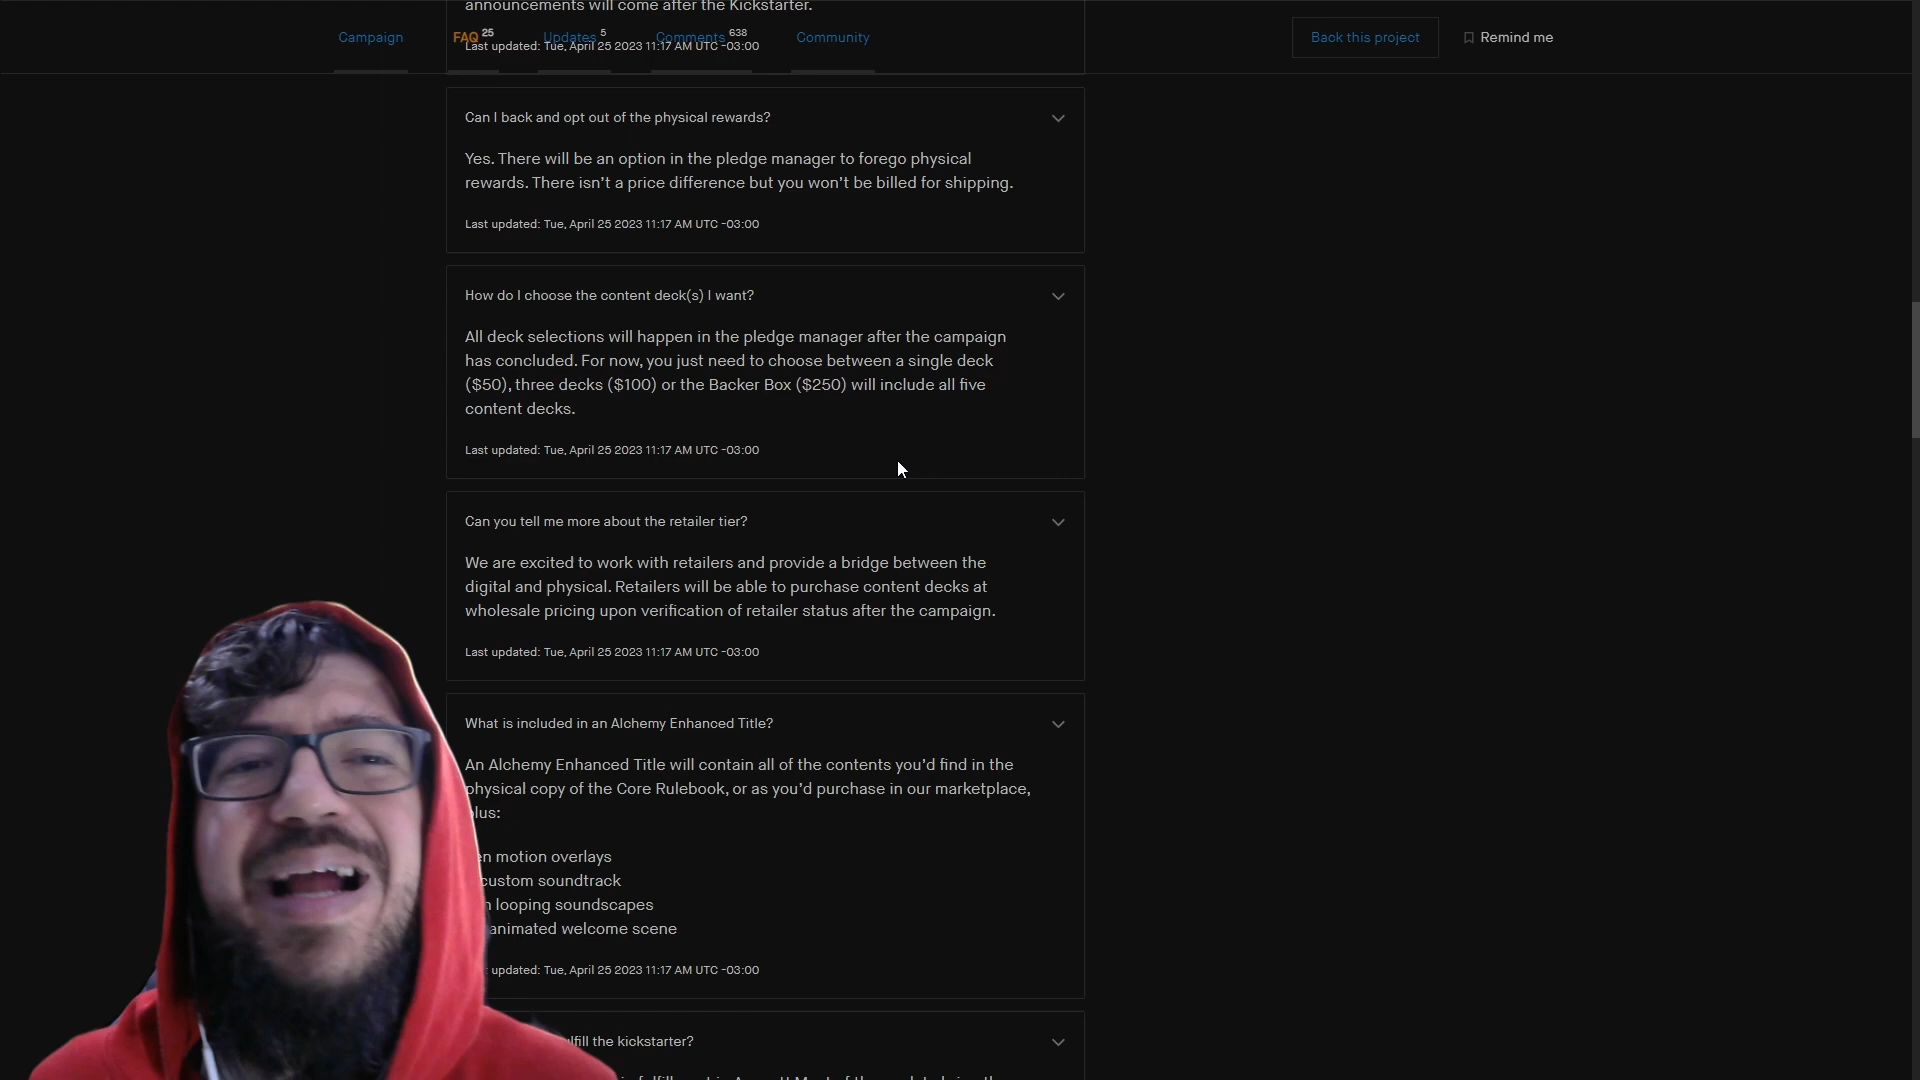 announcements will come after the Kickstarter.
Campaign FAQ 25 Updates 5 Comments 638 Community Back this project Remind me
Last updated: Tue, April 25 2023 11:17 AM UTC -03:00
Can I back and opt out of the physical rewards?
Yes. There will be an option in the pledge manager to forego physical
rewards. There isn’t a price difference but you won’t be billed for shipping.
Last updated: Tue, April 25 2023 11:17 AM UTC -03:00
How do I choose the content deck(s) I want?
All deck selections will happen in the pledge manager after the campaign
has concluded. For now, you just need to choose between a single deck
($50), three decks ($100) or the Backer Box ($250) will include all five
content decks.
Last updated: Tue, April 25 2023 11:17 AM UTC -03:00
Can you tell me more about the retailer tier?
We are excited to work with retailers and provide a bridge between the
digital and physical. Retailers will be able to purchase content decks at
wholesale pricing upon verification of retailer status after the campaign.
Last updated: Tue, April 25 2023 11:17 AM UTC -03:00
What is included in an Alchemy Enhanced Title?
An Alchemy Enhanced Title will contain all of the contents you’d find in the
physical copy of the Core Rulebook, or as you’d purchase in our marketplace,
plus:
motion overlays
custom soundtrack
looping soundscapes
animated welcome scene
updated: Tue, April 25 2023 11:17 AM UTC -03:00
the kickstarter?